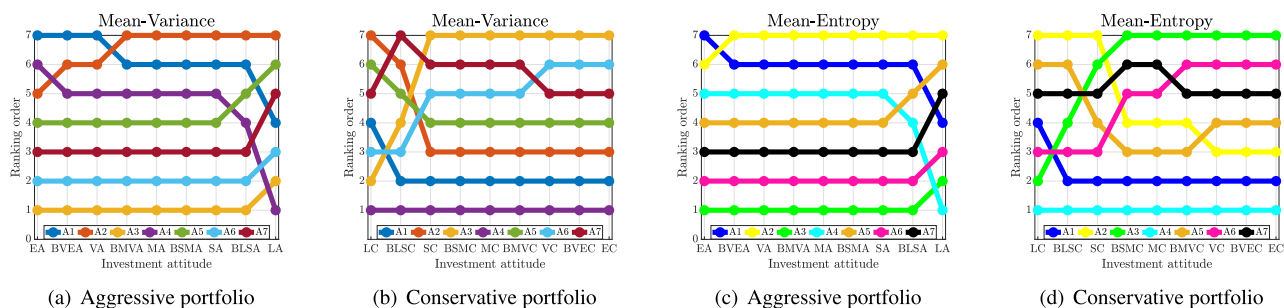 Mean-Variance
Ranking order
7
6
5
4
3
2
1
0
A1 A2 A3 A4 A5 A6 A7
EA BVEA VA BMVA MA BSMA SA BLSA LA
Investment attitude
(a) Aggressive portfolio
Mean-Variance
Ranking order
7
6
5
4
3
2
1
0
A1 A2 A3 A4 A5 A6 A7
LC BLSC SC BSMC MC BMVC VC BVEC EC
Investment attitude
(b) Conservative portfolio
Mean-Entropy
Ranking order
7
6
5
4
3
2
1
0
A1 A2 A3 A4 A5 A6 A7
EA BVEA VA BMVA MA BSMA SA BLSA LA
Investment attitude
(c) Aggressive portfolio
Mean-Entropy
Ranking order
7
6
5
4
3
2
1
0
A1 A2 A3 A4 A5 A6 A7
LC BLSC SC BSMC MC BMVC VC BVEC EC
Investment attitude
(d) Conservative portfolio